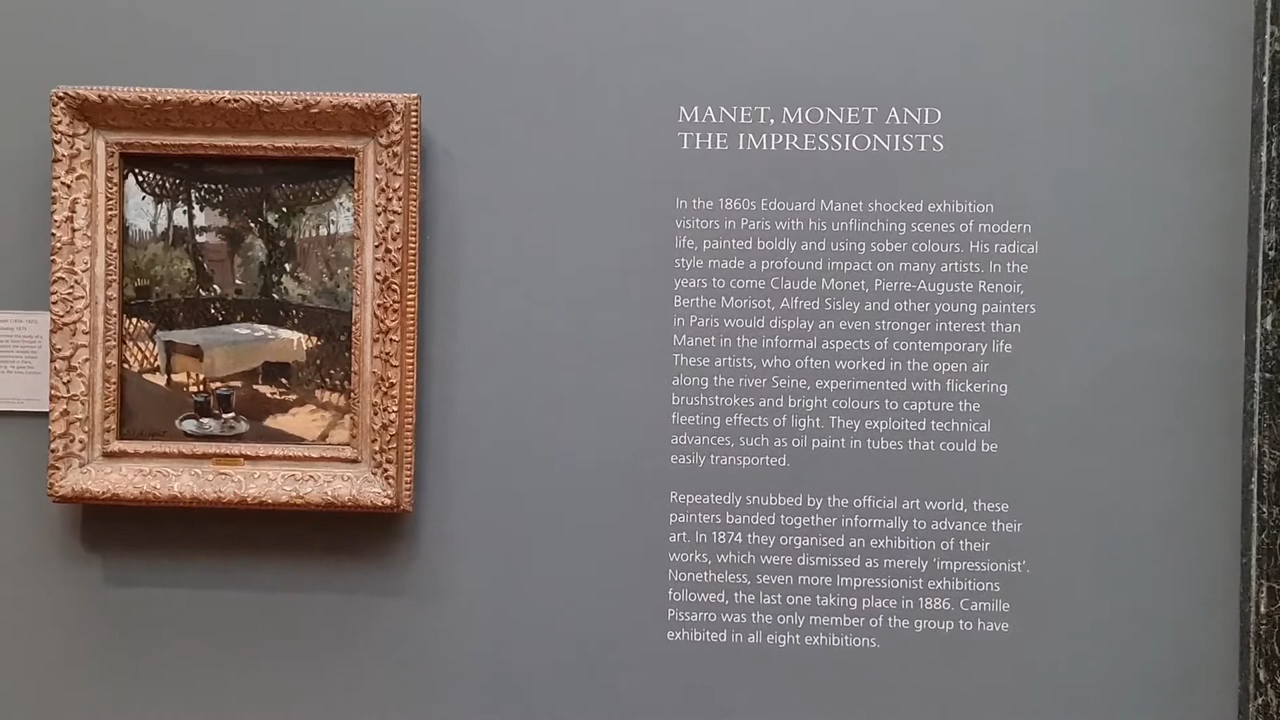 MANET, MONET AND
THE IMPRESSIONISTS
In the 1860s Edouard Manet shocked exhibition
visitors in Paris with his unflinching scenes of modern
life, painted boldly and using sober colours. His radical
style made a profound impact on many artists. In the
years to come Claude Monet, Pierre-Auguste Renoir,
Berthe Morisot, Alfred Sisley and other young painters
in Paris would display an even stronger interest than
Manet in the informal aspects of contemporary life
These artists, who often worked in the open air
along the river Seine, experimented with flickering
brushstrokes and bright colours to capture the
fleeting effects of light. They exploited technical
advances, such as oil paint in tubes that could be
easily transported.
Repeatedly snubbed by the official art world, these
painters banded together informally to advance their
art. In 1874 they organised an exhibition of their
works, which were dismissed as merely ‘impressionist’.
Nonetheless, seven more Impressionist exhibitions
followed, the last one taking place in 1886. Camille
Pissarro was the only member of the group to have
exhibited in all eight exhibitions.